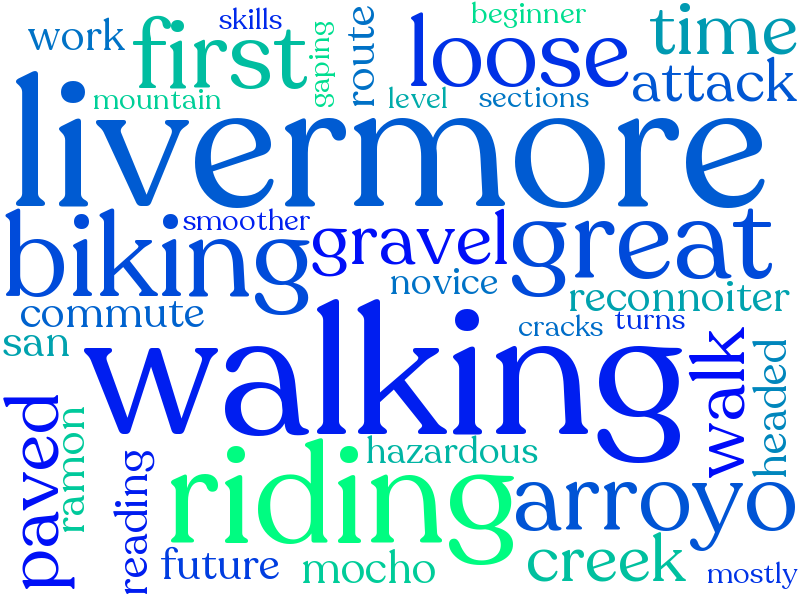 work
first
skills
gaping
route
beginner
loose
time
attack
mountain
level
sections
livermore
biking
smoother
gravel
great
novice
reconnoiter
commute
san
cracks
turns
walking
walk
headed
paved
ramon
reading
riding
hazardous
arroyo
future
mocho
creek
mostly